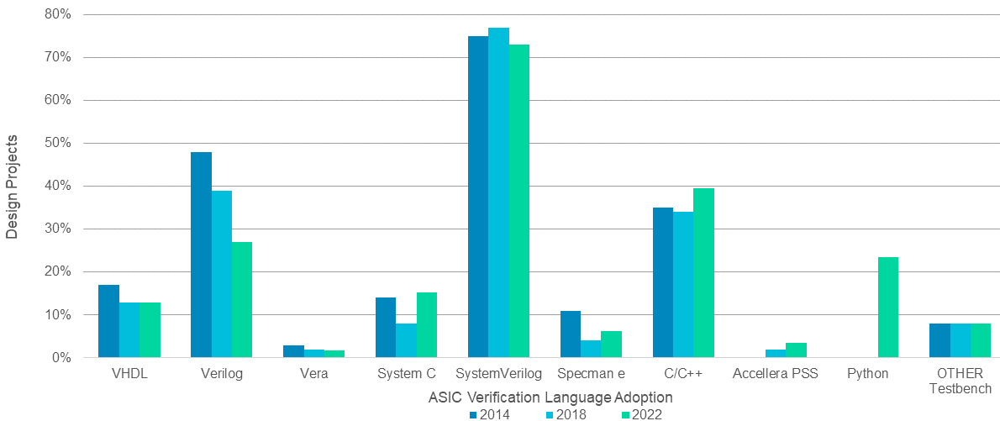 80%
70%
60%
50%
40%
30%
20%
10%
0%
Design Projects
VHDL Verilog Vera System C SystemVerilog Specman e C/C++ Accellera PSS Python OTHER
Testbench
ASIC Verification Language Adoption
2014 2018 2022